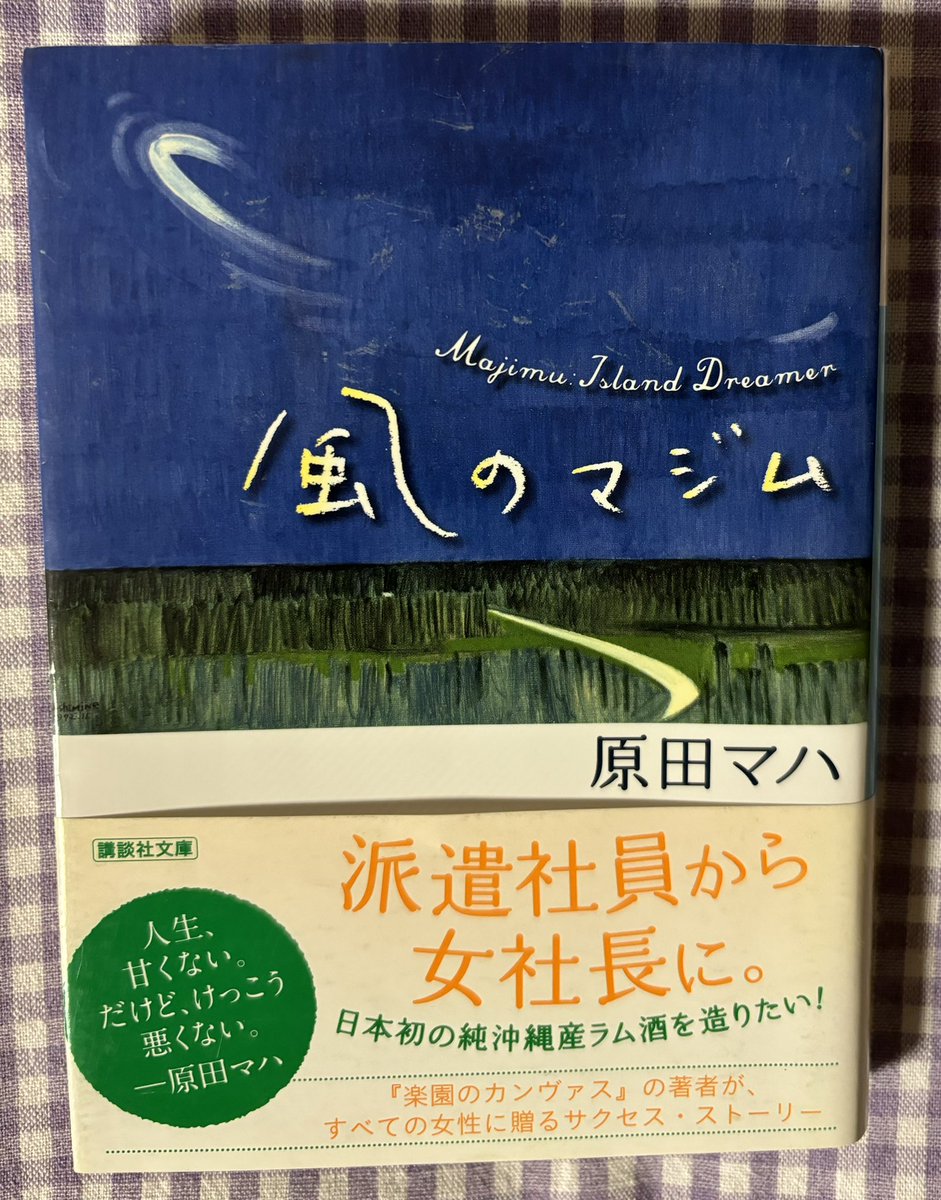 Majimu: Island Dreamer
風のマジム
原田マハ
講談社文庫
派遣社員から
女社長に。
日本初の純沖縄産ラム酒を造りたい!
人生、
甘くない。
だけど、けっこう
悪くない。
—原田マハ
『楽園のカンヴァス』の著者が、
すべての女性に贈るサクセス・ストーリー